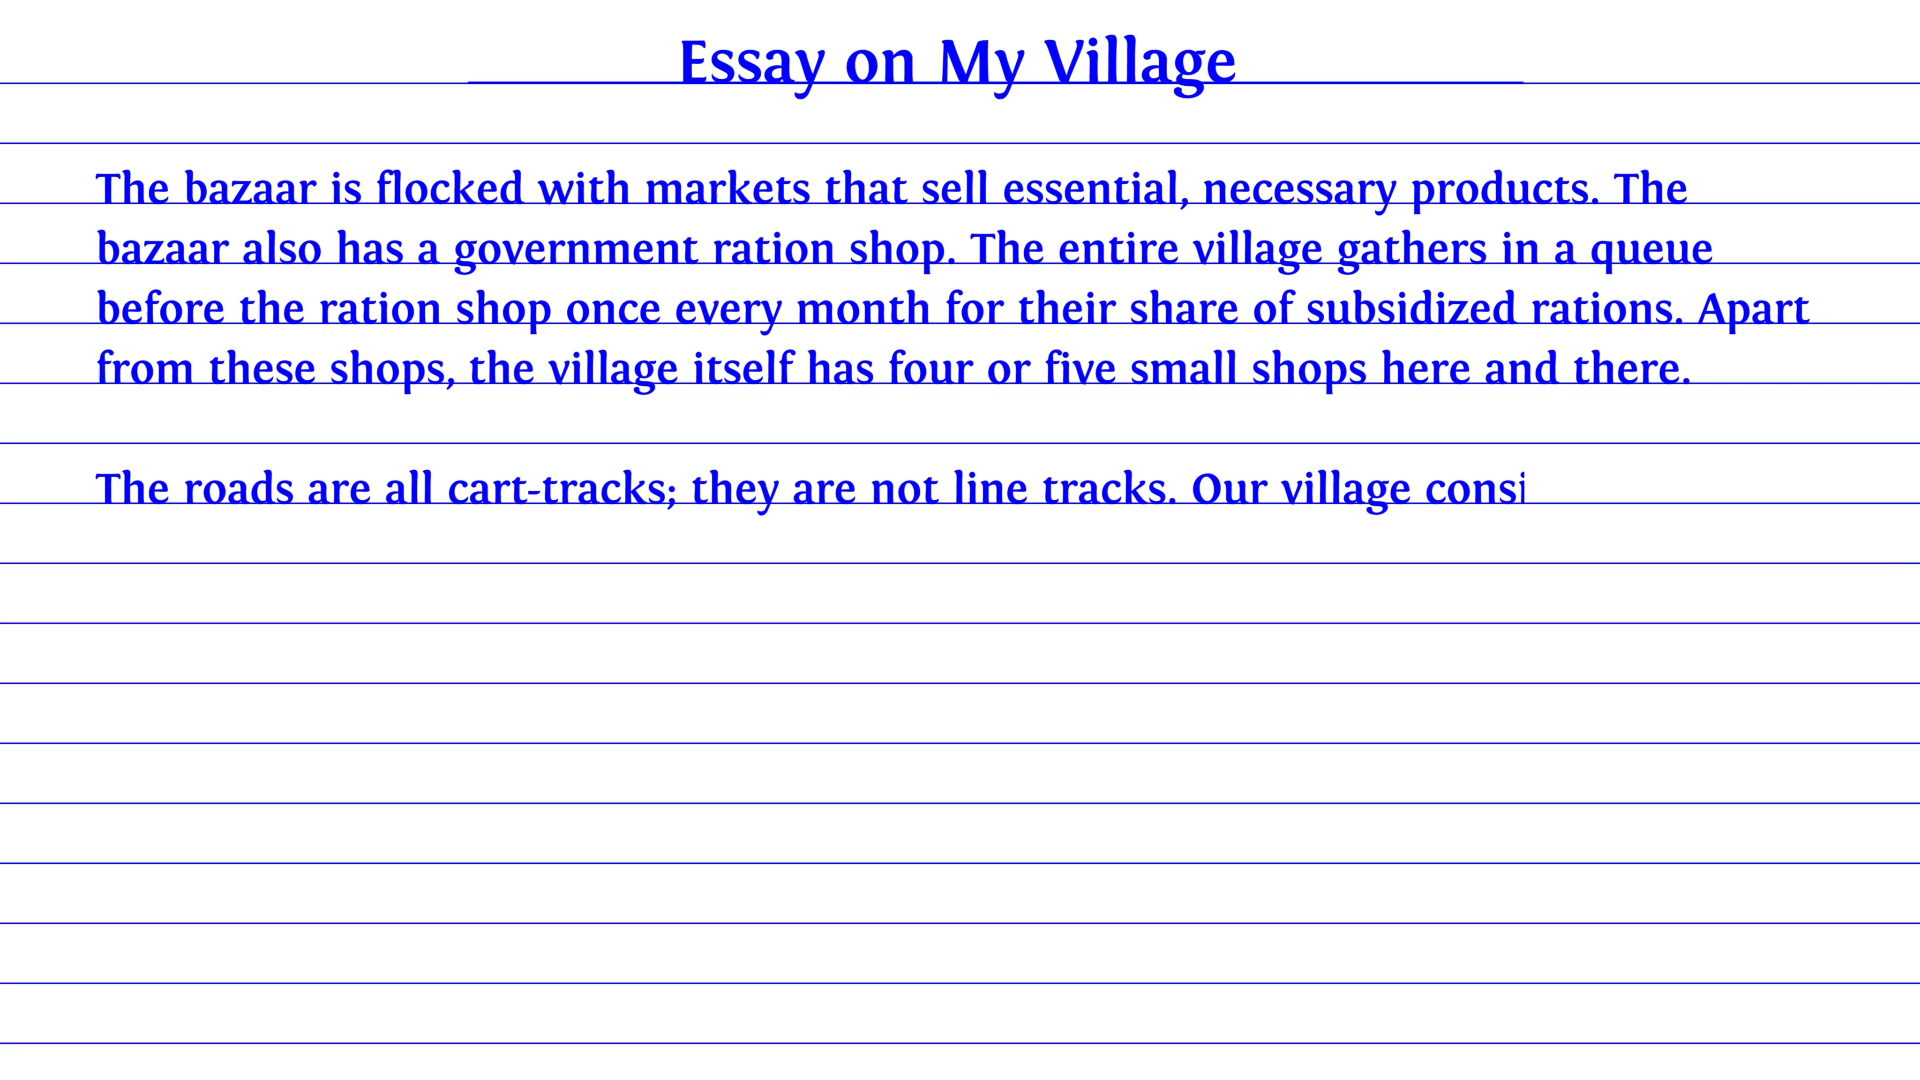 Essay on My Village
The bazaar is flocked with markets that sell essential, necessary products. The
bazaar also has a government ration shop. The entire village gathers in a queue
before the ration shop once every month for their share of subsidized rations. Apart
from these shops, the village itself has four or five small shops here and there.
The roads are all cart-tracks; they are not line tracks. Our village consi